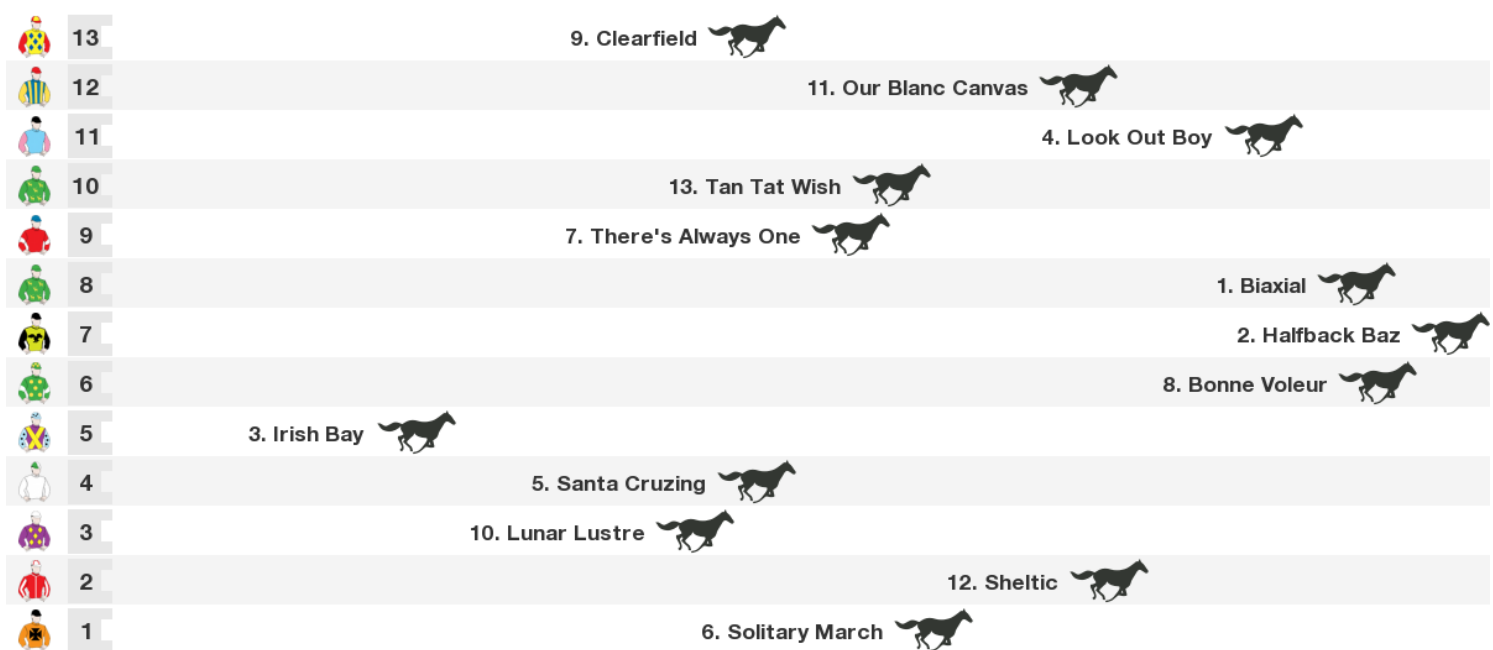 13 9. Clearfield
12 11. Our Blanc Canvas
11 4. Look Out Boy
10 13. Tan Tat Wish
9 7. There's Always One
8 1. Biaxial
7 2. Halfback Baz
6 8. Bonne Voleur
5 3. Irish Bay
4 5. Santa Cruzing
3 10. Lunar Lustre
2 12. Sheltic
1 6. Solitary March